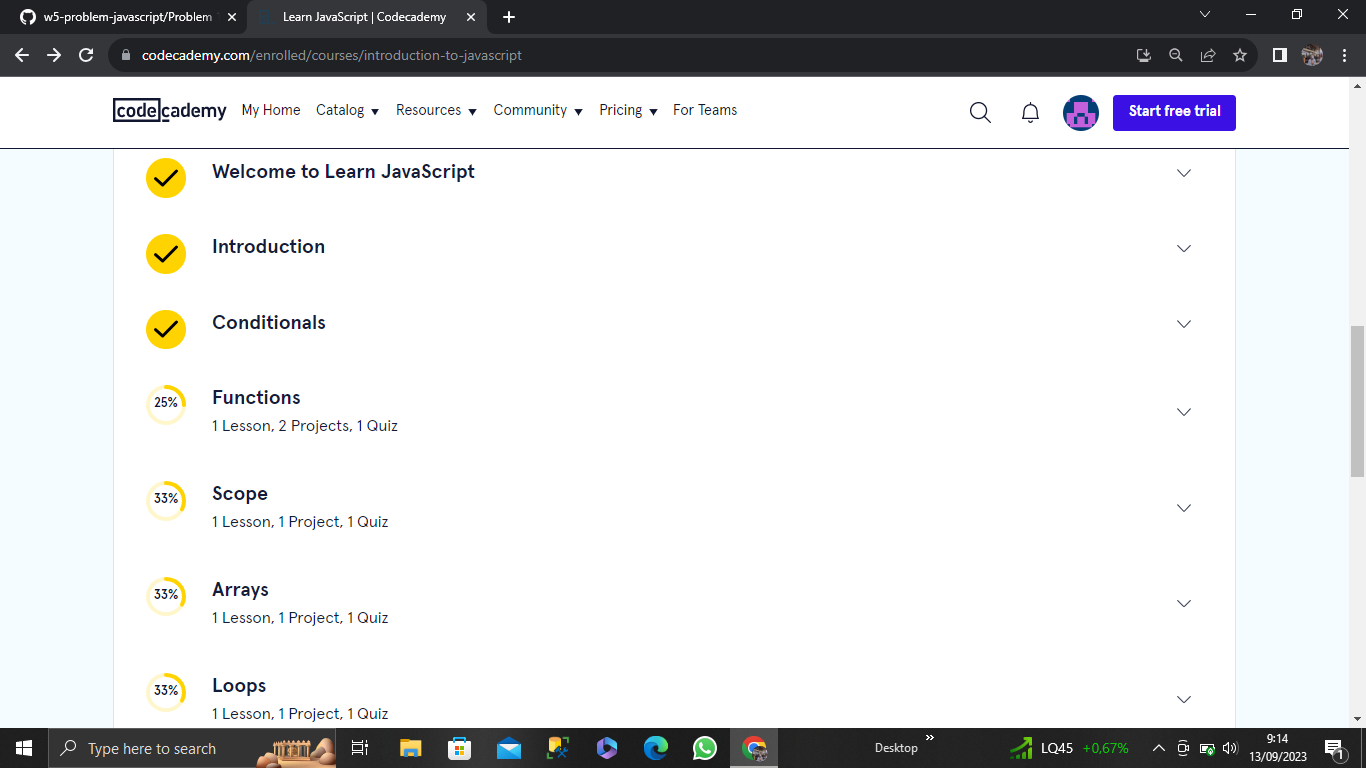 w5-problem-javascript/Problem
Learn JavaScript | Codecademy
codecademy.com/enrolled/courses/introduction-to-javascript
codecademy My Home Catalog Resources Community Pricing For Teams Start free trial
Welcome to Learn JavaScript
Introduction
Conditionals
25% Functions
1 Lesson, 2 Projects, 1 Quiz
33% Scope
1 Lesson, 1 Project, 1 Quiz
33% Arrays
1 Lesson, 1 Project, 1 Quiz
33% Loops
1 Lesson, 1 Project, 1 Quiz
Type here to search
Desktop
LQ45 +0,67%
9:14
13/09/2023
1